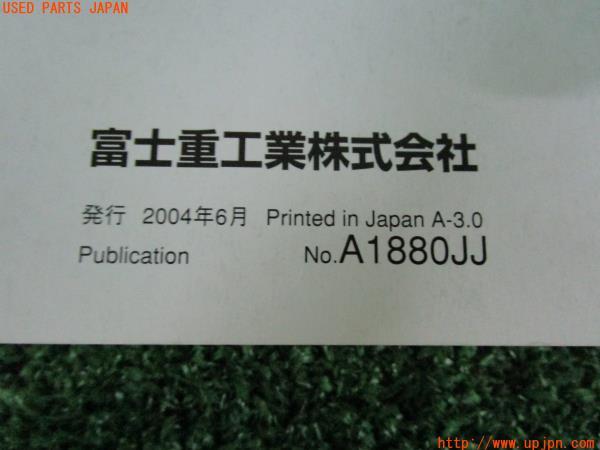 USED PARTS JAPAN
富士重工業株式会社
発行 2004年6月 Printed in Japan A-3.0
Publication No.A1880JJ
http://www.upjpn.com/